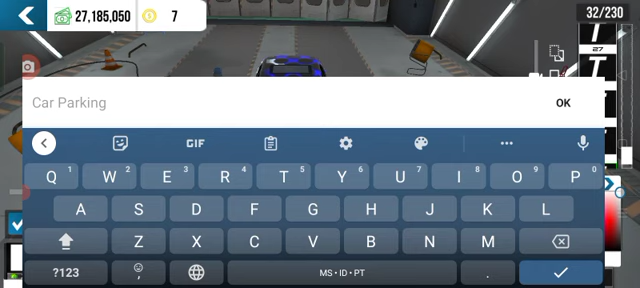 27,185,050 7 32/230
27
Car Parking OK
GIF
Q 1 W 2 E 3 R 4 T 5 Y 6 U 7 I 8 O 9 P 0
A S D F G H J K L
Z X C V B N M
?123 , MS • ID • PT .